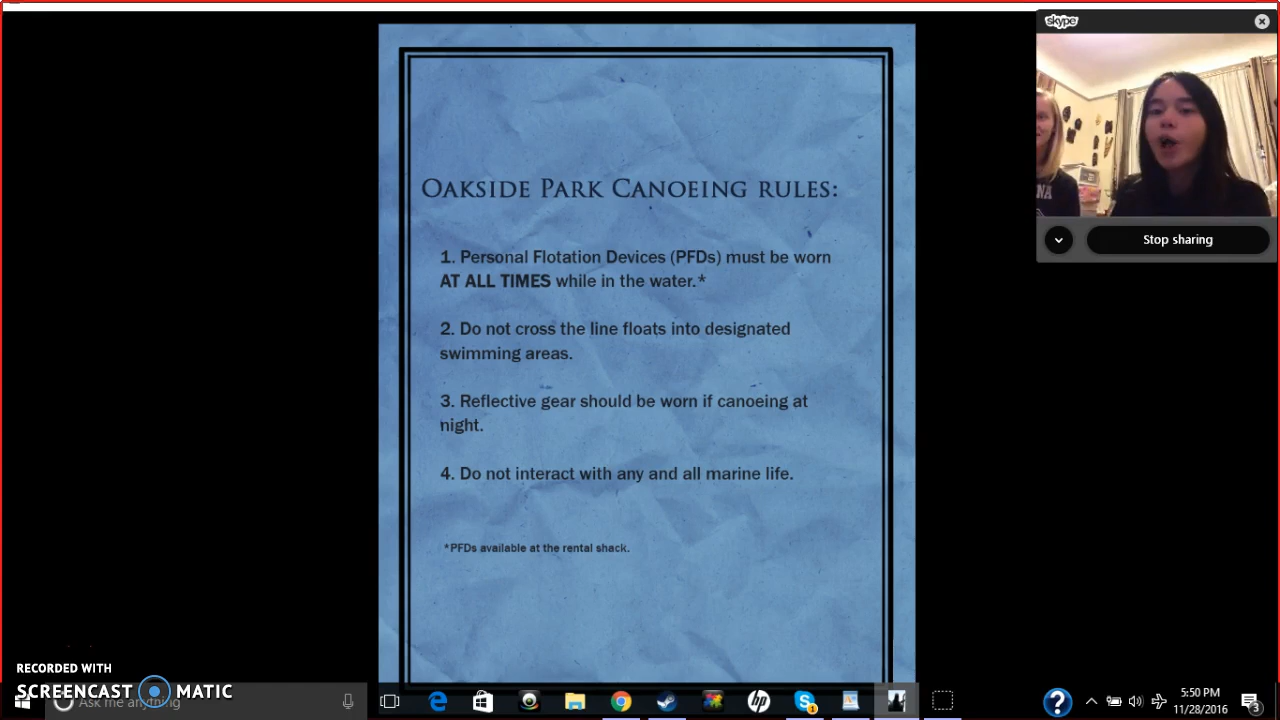 skype
Stop sharing
OAKSIDE PARK CANOEING RULES:
1. Personal Flotation Devices (PFDs) must be worn
AT ALL TIMES while in the water.*
2. Do not cross the line floats into designated
swimming areas.
3. Reflective gear should be worn if canoeing at
night.
4. Do not interact with any and all marine life.
*PFDs available at the rental shack.
RECORDED WITH
SCREENCAST MATIC
Ask me anything
hp
5:50 PM
11/28/2016
3